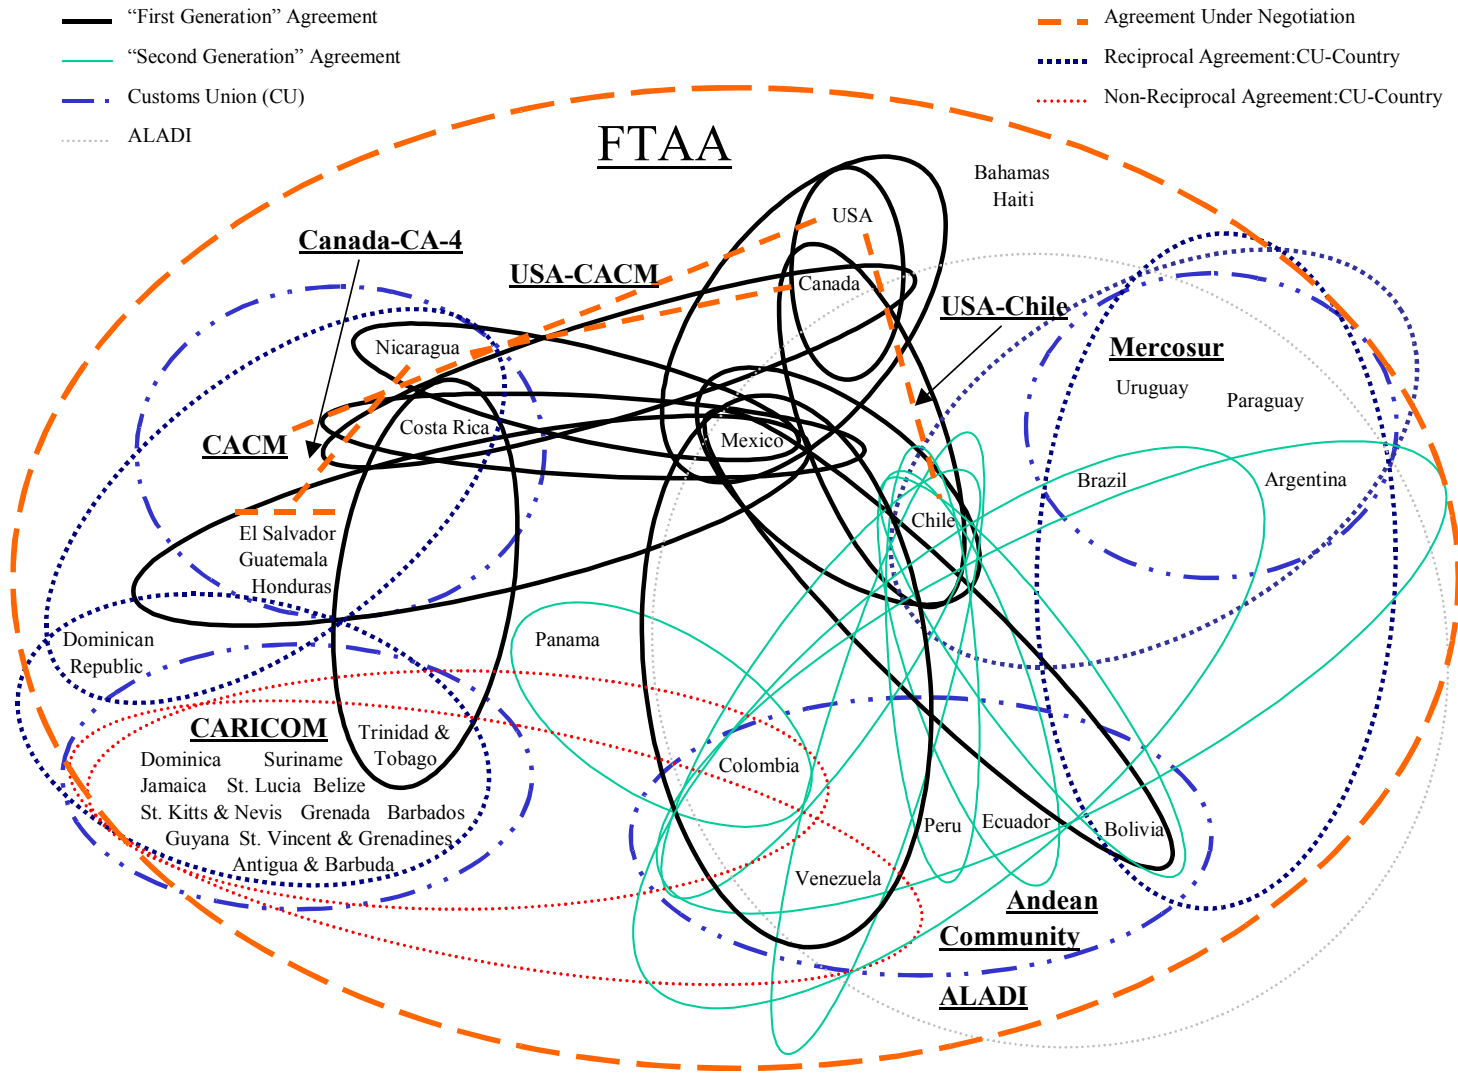 “First Generation” Agreement
“Second Generation” Agreement
Customs Union (CU)
ALADI
Agreement Under Negotiation
Reciprocal Agreement:CU-Country
Non-Reciprocal Agreement:CU-Country
FTAA
Bahamas
Haiti
USA
Canada-CA-4
USA-CACM
Canada
USA-Chile
Nicaragua
Mercosur
Uruguay
Paraguay
Costa Rica
CACM
Mexico
Brazil
Argentina
Chile
El Salvador
Guatemala
Honduras
Dominican
Republic
Panama
CARICOM
Trinidad &
Tobago
Dominica Suriname
Jamaica St. Lucia Belize
St. Kitts & Nevis Grenada Barbados
Guyana St. Vincent & Grenadines
Antigua & Barbuda
Colombia
Peru
Ecuador
Bolivia
Venezuela
Andean
Community
ALADI